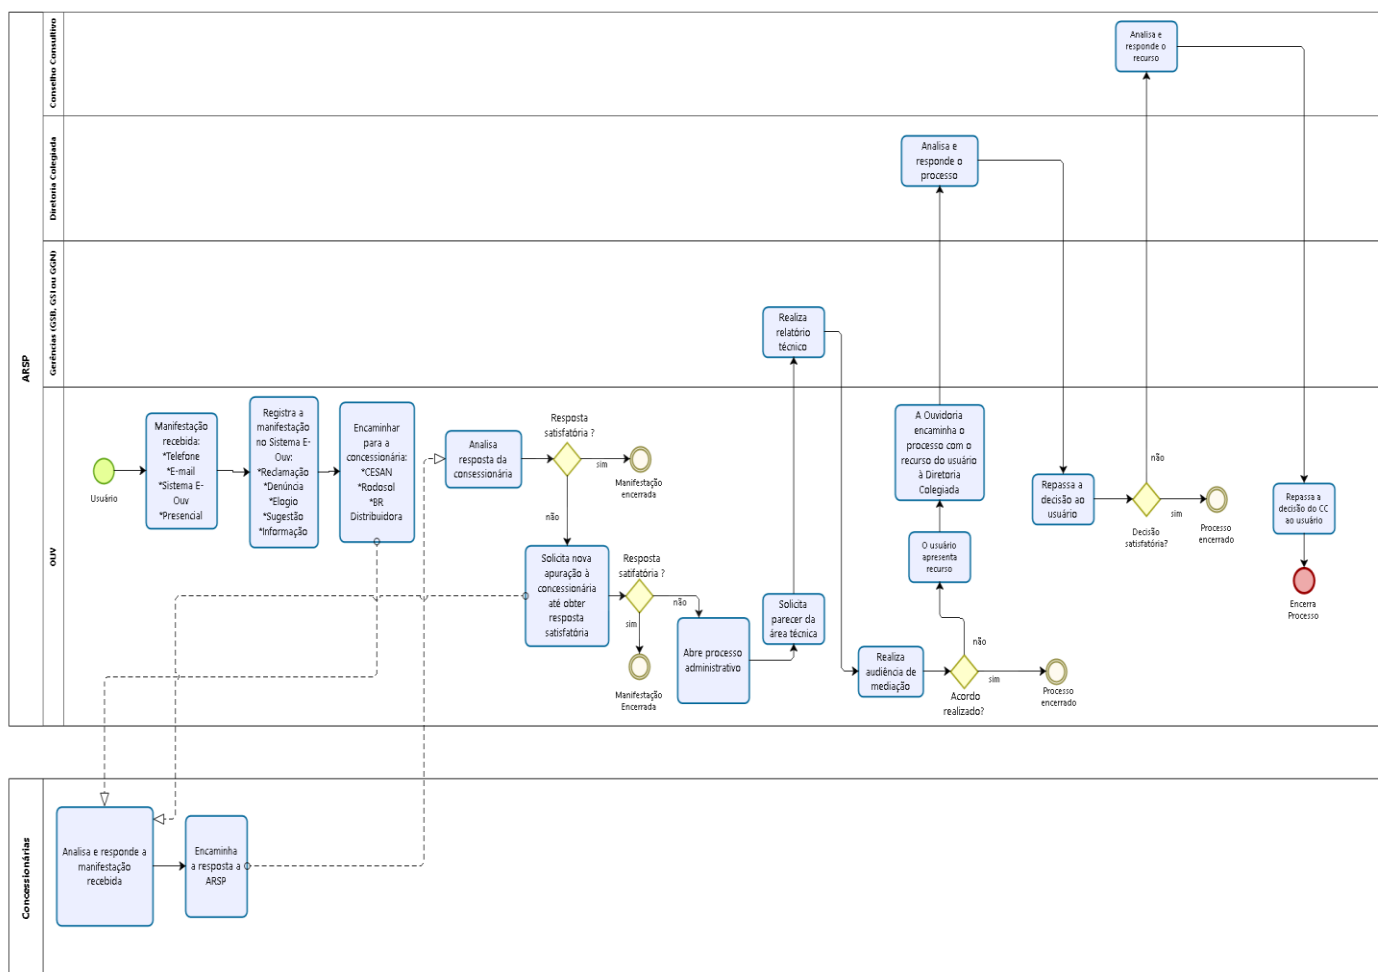 ARSP
Conselho Consultivo
Analisa e
responde o
recurso
Diretoria Colegiada
Analisa e
responde o
processo
Gerências (GSB, GSI ou GGN)
Realiza
relatório
técnico
OUV
Usuário
Manifestação
recebida:
*Telefone
*E-mail
*Sistema E-
Ouv
*Presencial
Registra a
manifestação
no Sistema E-
Ouv:
*Reclamação
*Denúncia
*Elogio
*Sugestão
*Informação
Encaminhar
para a
concessionária:
*CESAN
*Rodosol
*BR
Distribuidora
Analisa
resposta da
consessionária
Resposta
satisfatória ?
sim
Manifestação
encerrada
não
Solicita nova
apuração à
concessionária
até obter
resposta
satisfatória
Resposta
satifatória ?
não
sim
Manifestação
Encerrada
Abre processo
administrativo
Solicita
parecer da
área técnica
Realiza
audiência de
mediação
Acordo
realizado?
não
sim
Processo
encerrado
O usuário
apresenta
recurso
A Ouvidoria
encaminha o
processo com o
recurso do usuário
à Diretoria
Colegiada
Repassa a
decisão ao
usuário
não
Decisão
satisfatória?
sim
Processo
encerrado
Repassa a
decisão do CC
ao usuário
Encerra
Processo
Concessionárias
Analisa e responde a
manifestação
recebida
Encaminha
a resposta a
ARSP